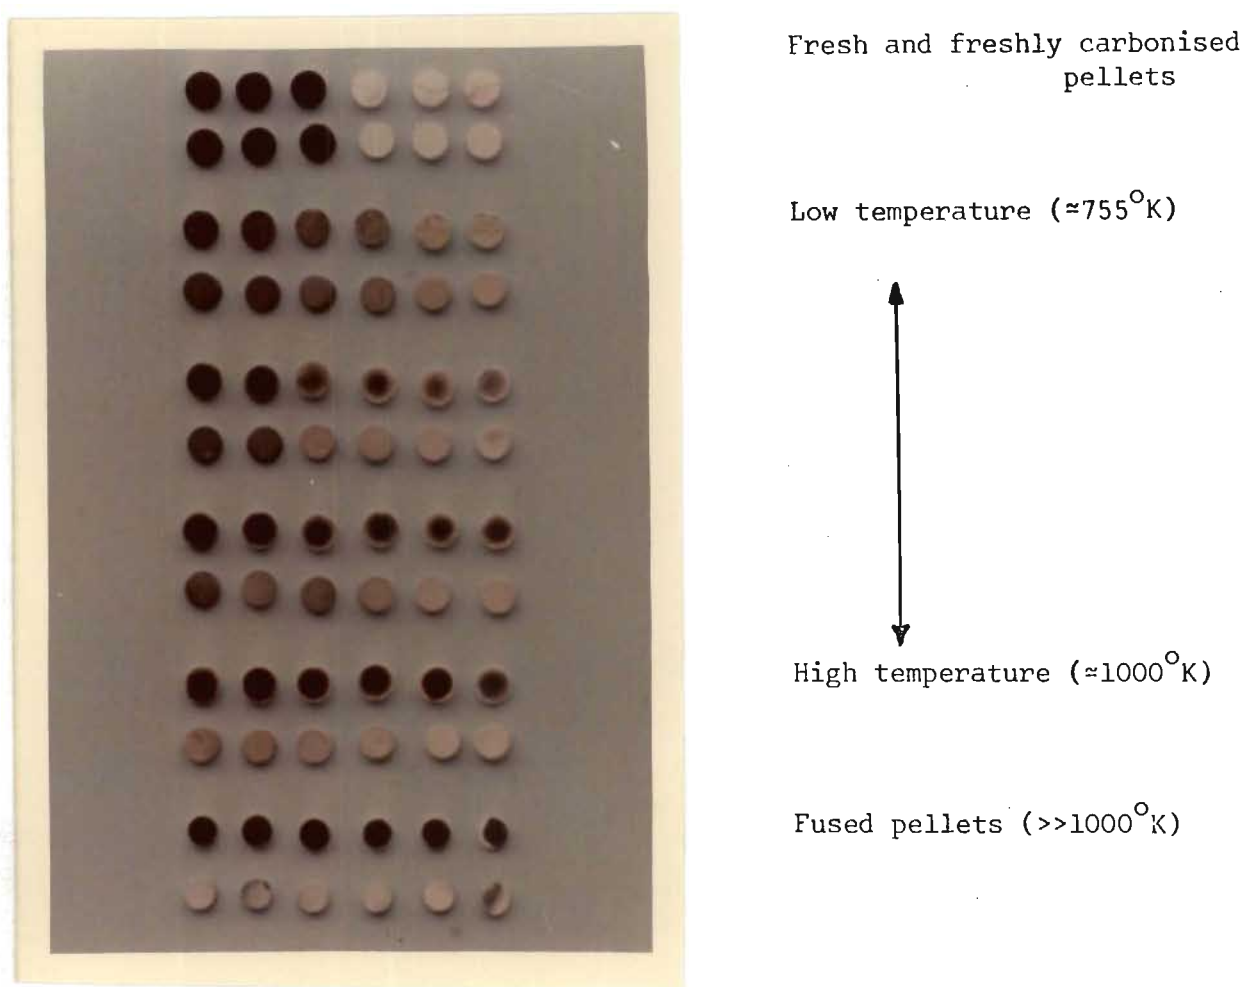 Fresh and freshly carbonised
pellets
Low temperature (≃755°K)
High temperature (≃1000°K)
Fused pellets (>>1000°K)